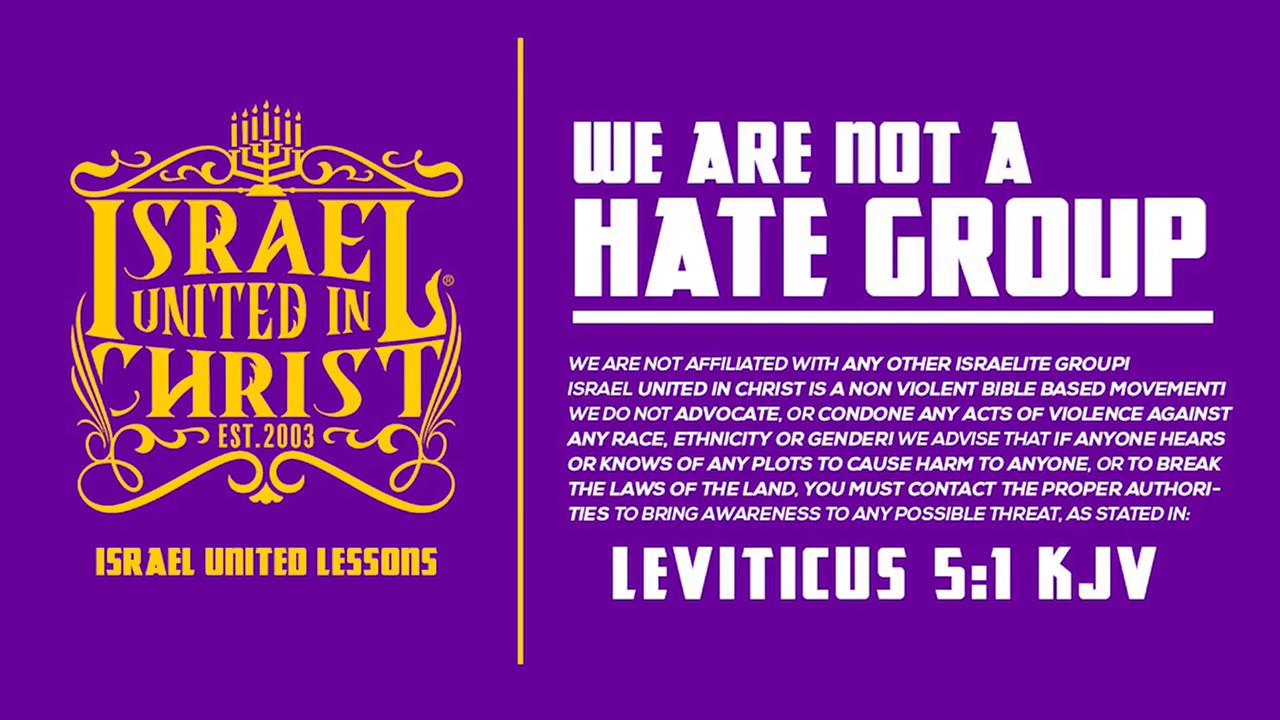 ISRAEL
UNITED IN
CHRIST
®
EST.2003
ISRAEL UNITED LESSONS
WE ARE NOT A
HATE GROUP
WE ARE NOT AFFILIATED WITH ANY OTHER ISRAELITE GROUP!
ISRAEL UNITED IN CHRIST IS A NON VIOLENT BIBLE BASED MOVEMENT!
WE DO NOT ADVOCATE, OR CONDONE ANY ACTS OF VIOLENCE AGAINST
ANY RACE, ETHNICITY OR GENDER! WE ADVISE THAT IF ANYONE HEARS
OR KNOWS OF ANY PLOTS TO CAUSE HARM TO ANYONE, OR TO BREAK
THE LAWS OF THE LAND, YOU MUST CONTACT THE PROPER AUTHORI-
TIES TO BRING AWARENESS TO ANY POSSIBLE THREAT, AS STATED IN:
LEVITICUS 5:1 KJV